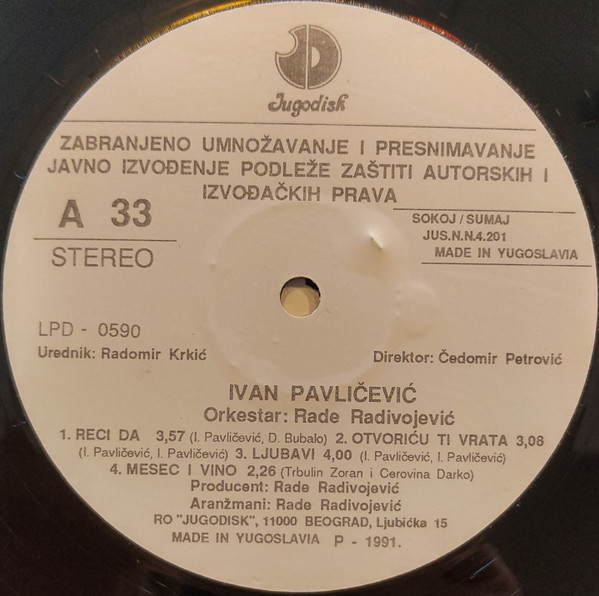 Jugodisk
ZABRANJENO UMNOŽAVANJE I PRESNIMAVANJE
JAVNO IZVOĐENJE PODLEŽE ZAŠTITI AUTORSKIH I
IZVOĐAČKIH PRAVA
A 33
STEREO
SOKOJ / SUMAJ
JUS.N.N.4.201
MADE IN YUGOSLAVIA
LPD - 0590
Urednik: Radomir Krkić
Direktor: Čedomir Petrović
IVAN PAVLIČEVIĆ
Orkestar: Rade Radivojević
1. RECI DA 3,57 (I. Pavličević, D. Bubalo) 2. OTVORIĆU TI VRATA 3,08
(I. Pavličević, I. Pavličević) 3. LJUBAVI 4,00 (I. Pavličević, I. Pavličević)
4. MESEC I VINO 2,26 (Trbulin Zoran i Cerovina Darko)
Producent: Rade Radivojević
Aranžmani: Rade Radivojević
RO "JUGODISK", 11000 BEOGRAD, Ljubićka 15
MADE IN YUGOSLAVIA P - 1991.